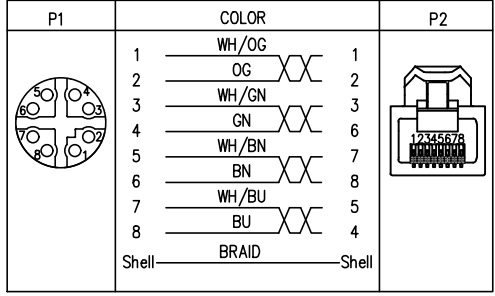 P1 COLOR P2
1 WH/OG 1
2 OG 2
3 WH/GN 3
4 GN 6
5 WH/BN 7
6 BN 8
7 WH/BU 5
8 BU 4
Shell BRAID Shell
5 4
6 3
7 2
8 1
12345678